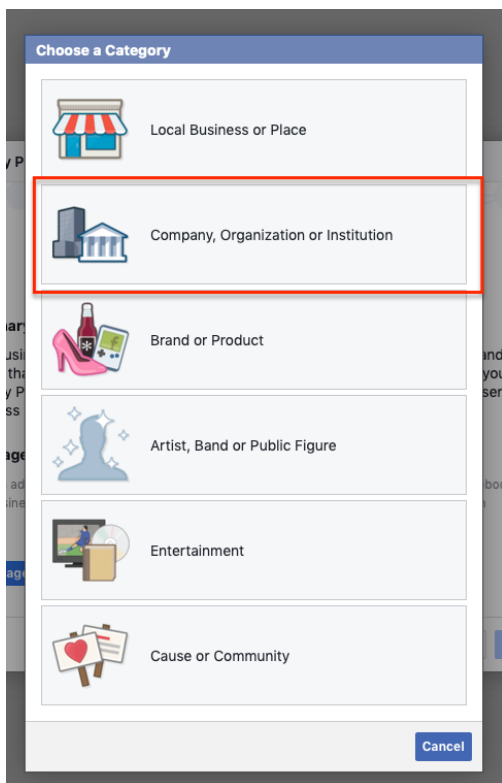 Choose a Category
Local Business or Place
Company, Organization or Institution
Brand or Product
Artist, Band or Public Figure
Entertainment
Cause or Community
Cancel